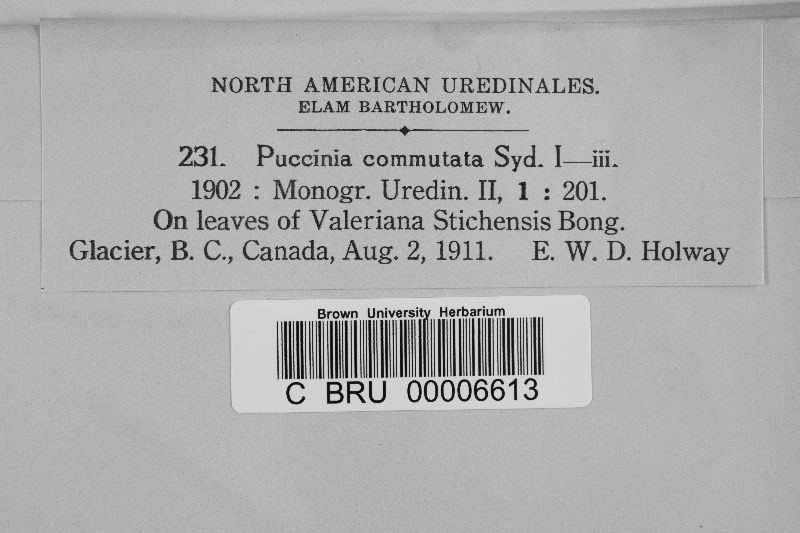 NORTH AMERICAN UREDINALES.
ELAM BARTHOLOMEW.
231. Puccinia commutata Syd. I—iii.
1902 : Monogr. Uredin. II, 1 : 201.
On leaves of Valeriana Stichensis Bong.
Glacier, B. C., Canada, Aug. 2, 1911. E. W. D. Holway
Brown University Herbarium
C BRU 00006613